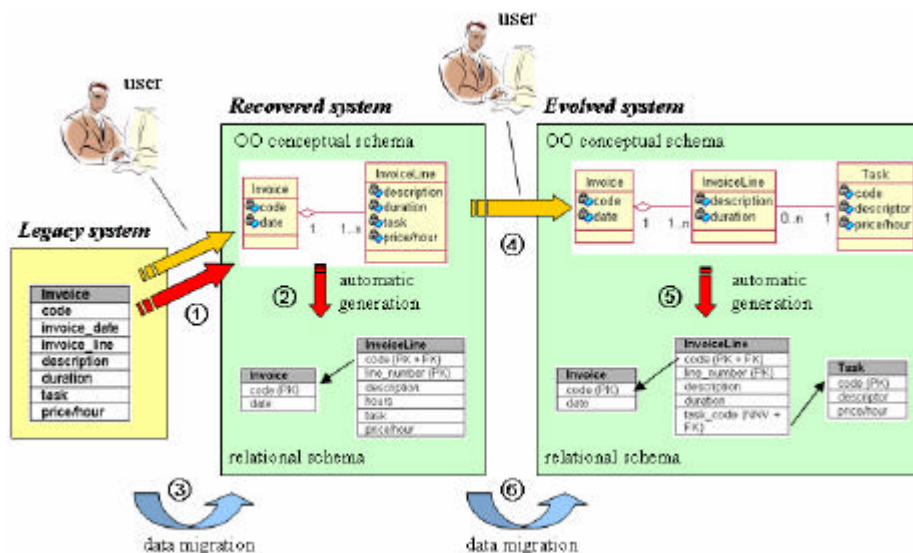 user
user
Recovered system
Evolved system
OO conceptual schema
OO conceptual schema
Invoice
code
date
1
1..n
InvoiceLine
description
duration
task
price/hour
Invoice
code
date
1
1..n
InvoiceLine
description
duration
0..n
1
Task
code
descriptor
price/hour
Legacy system
Invoice
code
invoice_date
invoice_line
description
duration
task
price/hour
①
②
automatic
generation
④
⑤
automatic
generation
Invoice
code (PK)
date
InvoiceLine
code (PK + FK)
line_number (PK)
description
hours
task
price/hour
Invoice
code (PK)
date
InvoiceLine
code (PK + FK)
line_number (PK)
description
duration
task_code (NNV +
FK)
Task
code (PK)
descriptor
price/hour
relational schema
relational schema
③
data migration
⑥
data migration